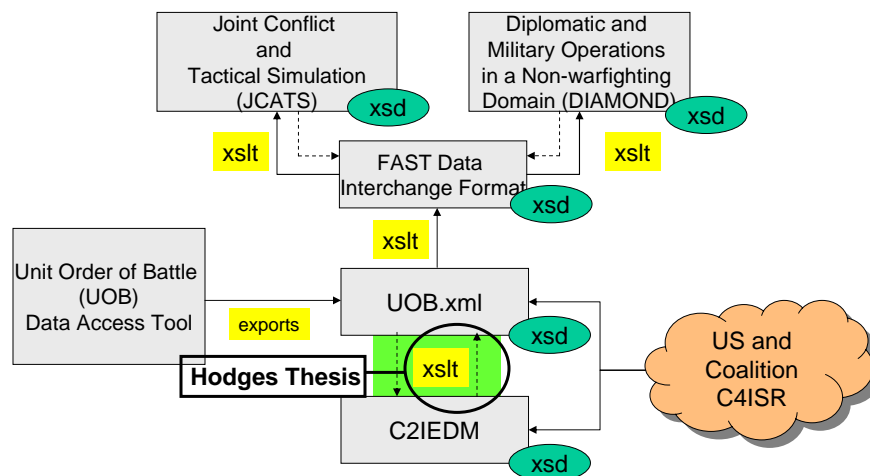 Joint Conflict
and
Tactical Simulation
(JCATS)
xsd
Diplomatic and
Military Operations
in a Non-warfighting
Domain (DIAMOND)
xsd
xslt
xslt
FAST Data
Interchange Format
xsd
xslt
Unit Order of Battle
(UOB)
Data Access Tool
exports
UOB.xml
xsd
US and
Coalition
C4ISR
Hodges Thesis
xslt
C2IEDM
xsd